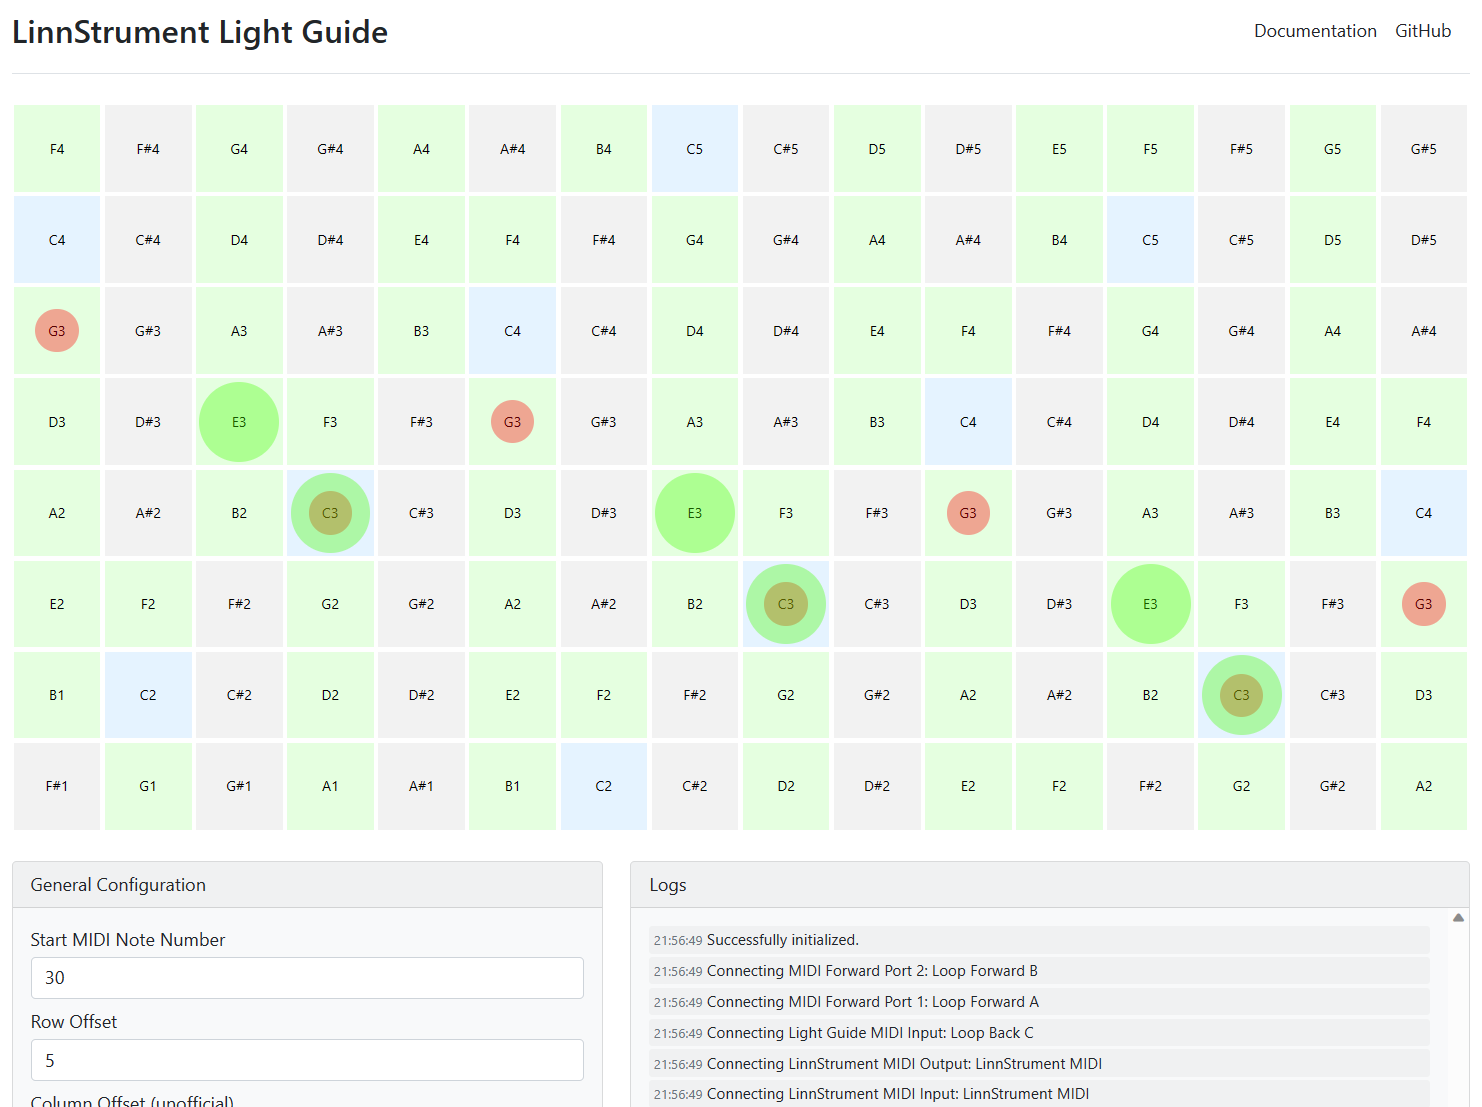 LinnStrument Light Guide
Documentation GitHub
F4 F#4 G4 G#4 A4 A#4 B4 C5 C#5 D5 D#5 E5 F5 F#5 G5 G#5
C4 C#4 D4 D#4 E4 F4 F#4 G4 G#4 A4 A#4 B4 C5 C#5 D5 D#5
G3 G#3 A3 A#3 B3 C4 C#4 D4 D#4 E4 F4 F#4 G4 G#4 A4 A#4
D3 D#3 E3 F3 F#3 G3 G#3 A3 A#3 B3 C4 C#4 D4 D#4 E4 F4
A2 A#2 B2 C3 C#3 D3 D#3 E3 F3 F#3 G3 G#3 A3 A#3 B3 C4
E2 F2 F#2 G2 G#2 A2 A#2 B2 C3 C#3 D3 D#3 E3 F3 F#3 G3
B1 C2 C#2 D2 D#2 E2 F2 F#2 G2 G#2 A2 A#2 B2 C3 C#3 D3
F#1 G1 G#1 A1 A#1 B1 C2 C#2 D2 D#2 E2 F2 F#2 G2 G#2 A2
General Configuration
Start MIDI Note Number
30
Row Offset
5
Column Offset (unofficial)
Logs
21:56:49 Successfully initialized.
21:56:49 Connecting MIDI Forward Port 2: Loop Forward B
21:56:49 Connecting MIDI Forward Port 1: Loop Forward A
21:56:49 Connecting Light Guide MIDI Input: Loop Back C
21:56:49 Connecting LinnStrument MIDI Output: LinnStrument MIDI
21:56:49 Connecting LinnStrument MIDI Input: LinnStrument MIDI